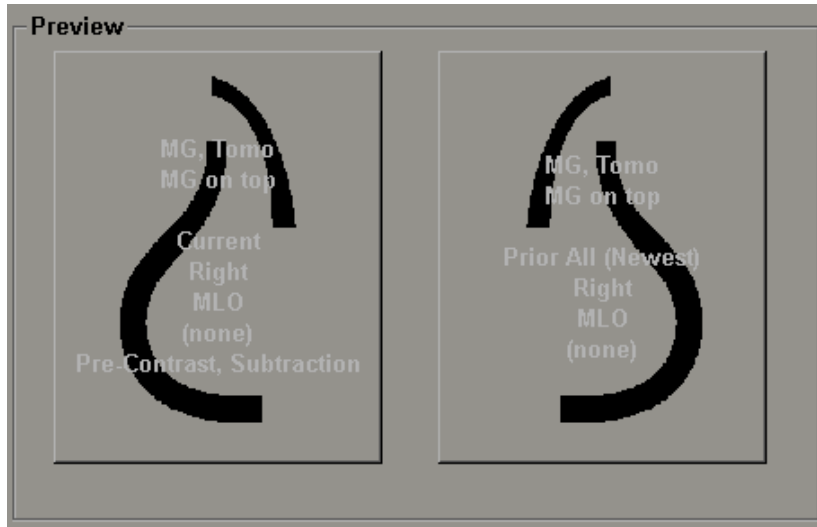 Preview
MG, Tomo
MG on top
Current
Right
MLO
(none)
Pre-Contrast, Subtraction
MG, Tomo
MG on top
Prior All (Newest)
Right
MLO
(none)